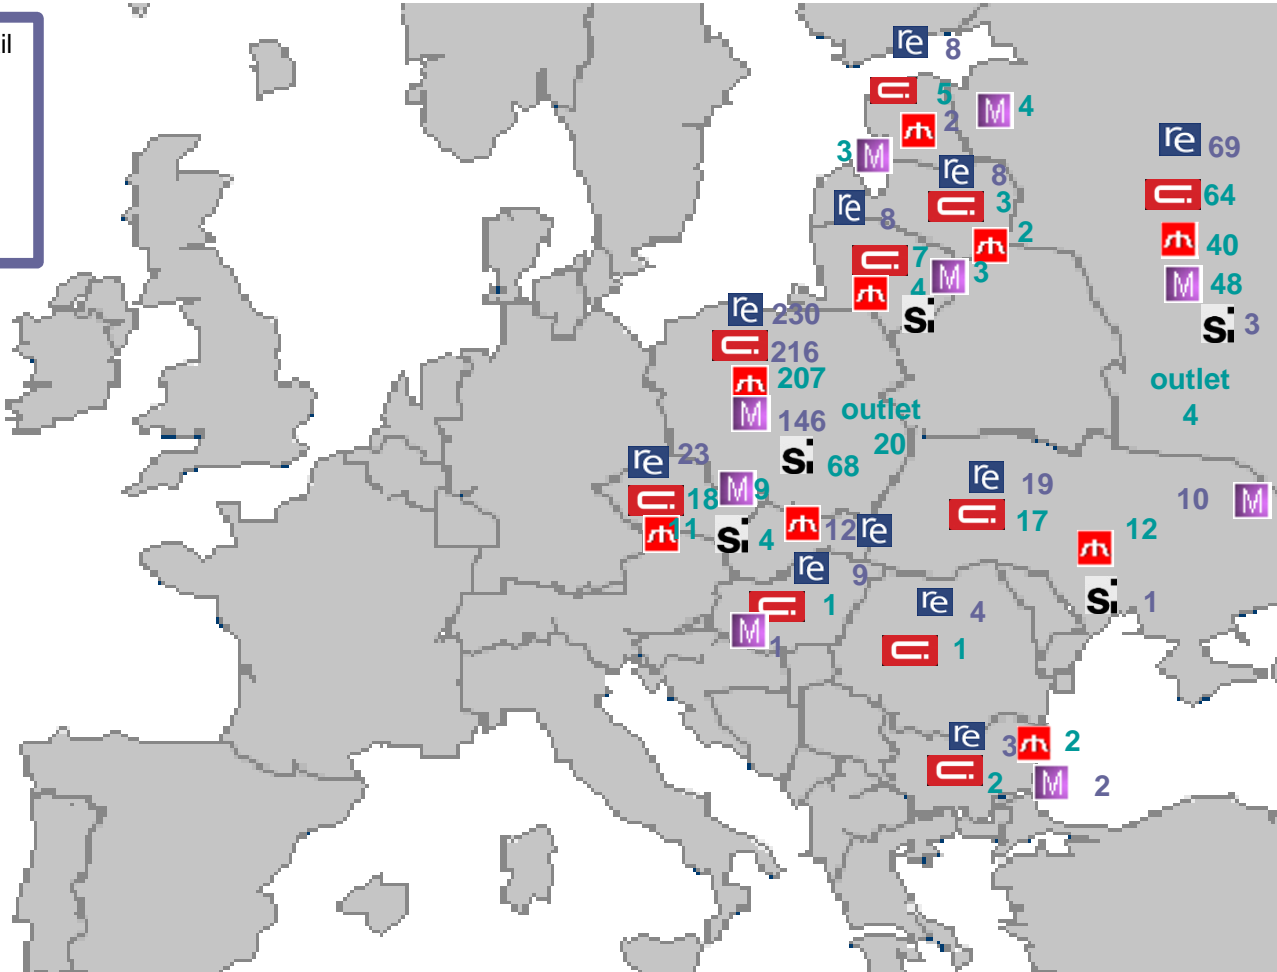 il
re 8
5
M 4
2
3 M
re 69
re 8
64
3
re 8
2
40
7
M 3
M 48
4
si
si 3
re 230
216
207
outlet
4
M 146
outlet
20
si 68
re 23
M 9
18
11
si 4
12 re
re 19
17
10 M
12
re 9
si 1
1
re 4
M 1
1
re 3
2
2
M 2